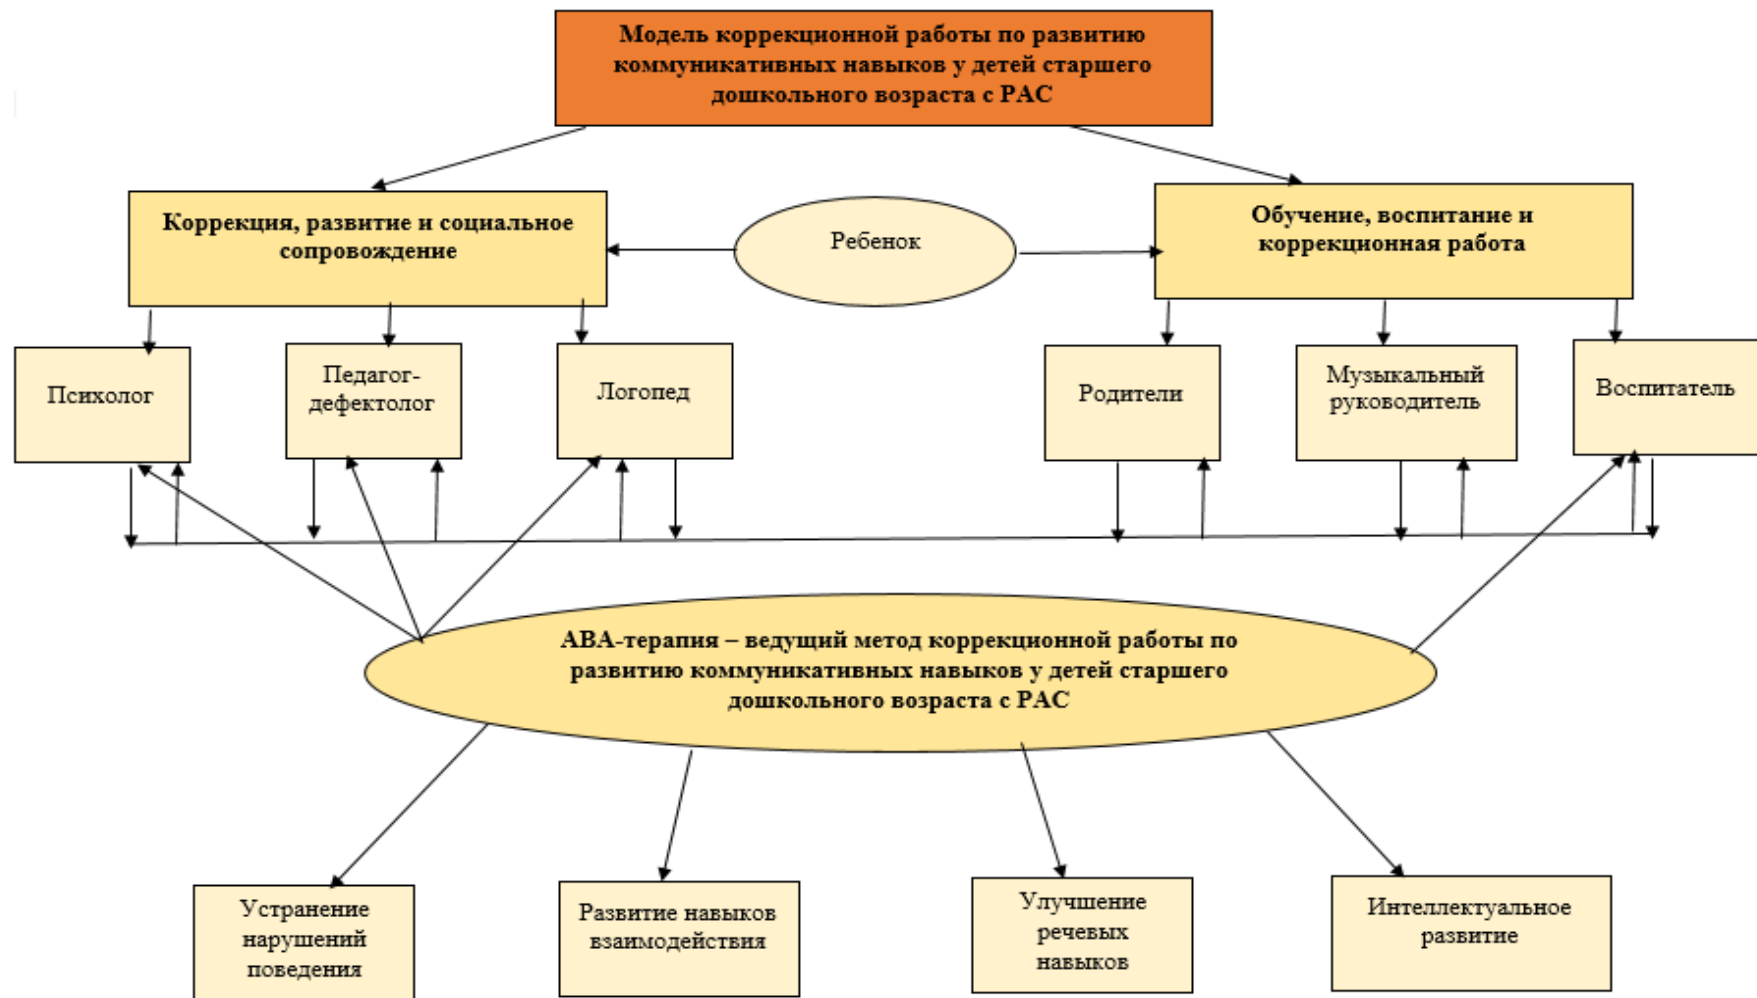 Модель коррекционной работы по развитию
коммуникативных навыков у детей старшего
дошкольного возраста с РАС
Коррекция, развитие и социальное
сопровождение
Ребенок
Обучение, воспитание и
коррекционная работа
Психолог
Педагог-
дефектолог
Логопед
Родители
Музыкальный
руководитель
Воспитатель
АВА-терапия – ведущий метод коррекционной работы по
развитию коммуникативных навыков у детей старшего
дошкольного возраста с РАС
Устранение
нарушений
поведения
Развитие навыков
взаимодействия
Улучшение
речевых
навыков
Интеллектуальное
развитие